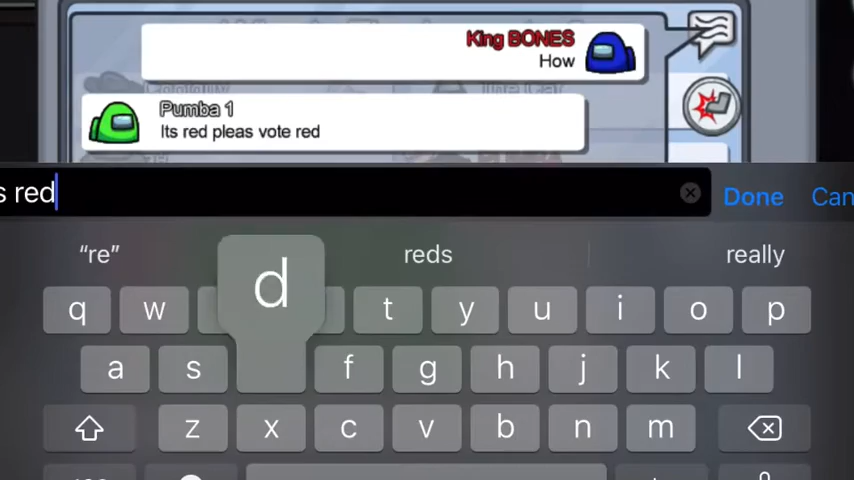 King BONES
How
Pumba 1
Its red pleas vote red
s red
Done
Can
“re”
reds
really
d
q w t y u i o p
a s f g h j k l
z x c v b n m